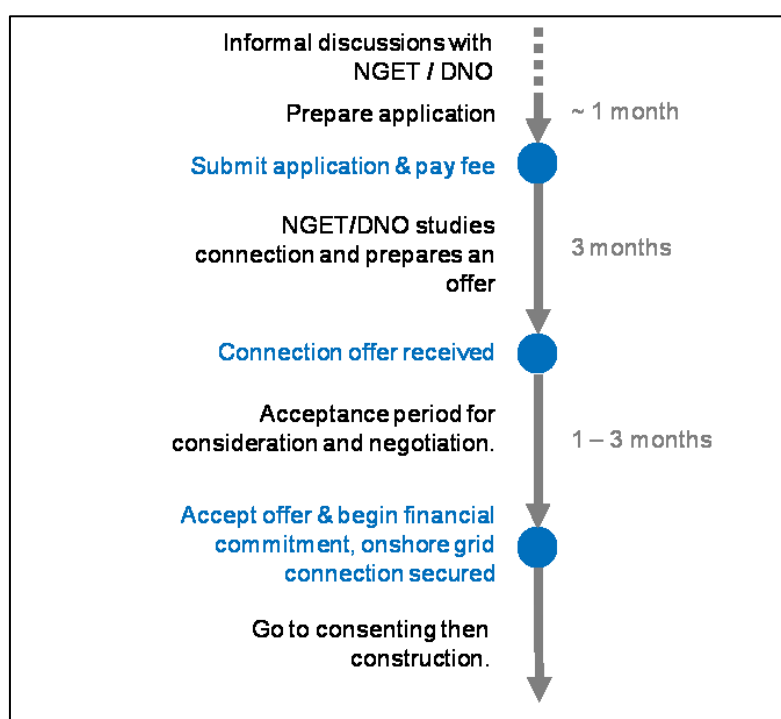 Informal discussions with
NGET / DNO
Prepare application
~ 1 month
Submit application & pay fee
NGET/DNO studies
connection and prepares an
offer
3 months
Connection offer received
Acceptance period for
consideration and negotiation.
1 – 3 months
Accept offer & begin financial
commitment, onshore grid
connection secured
Go to consenting then
construction.